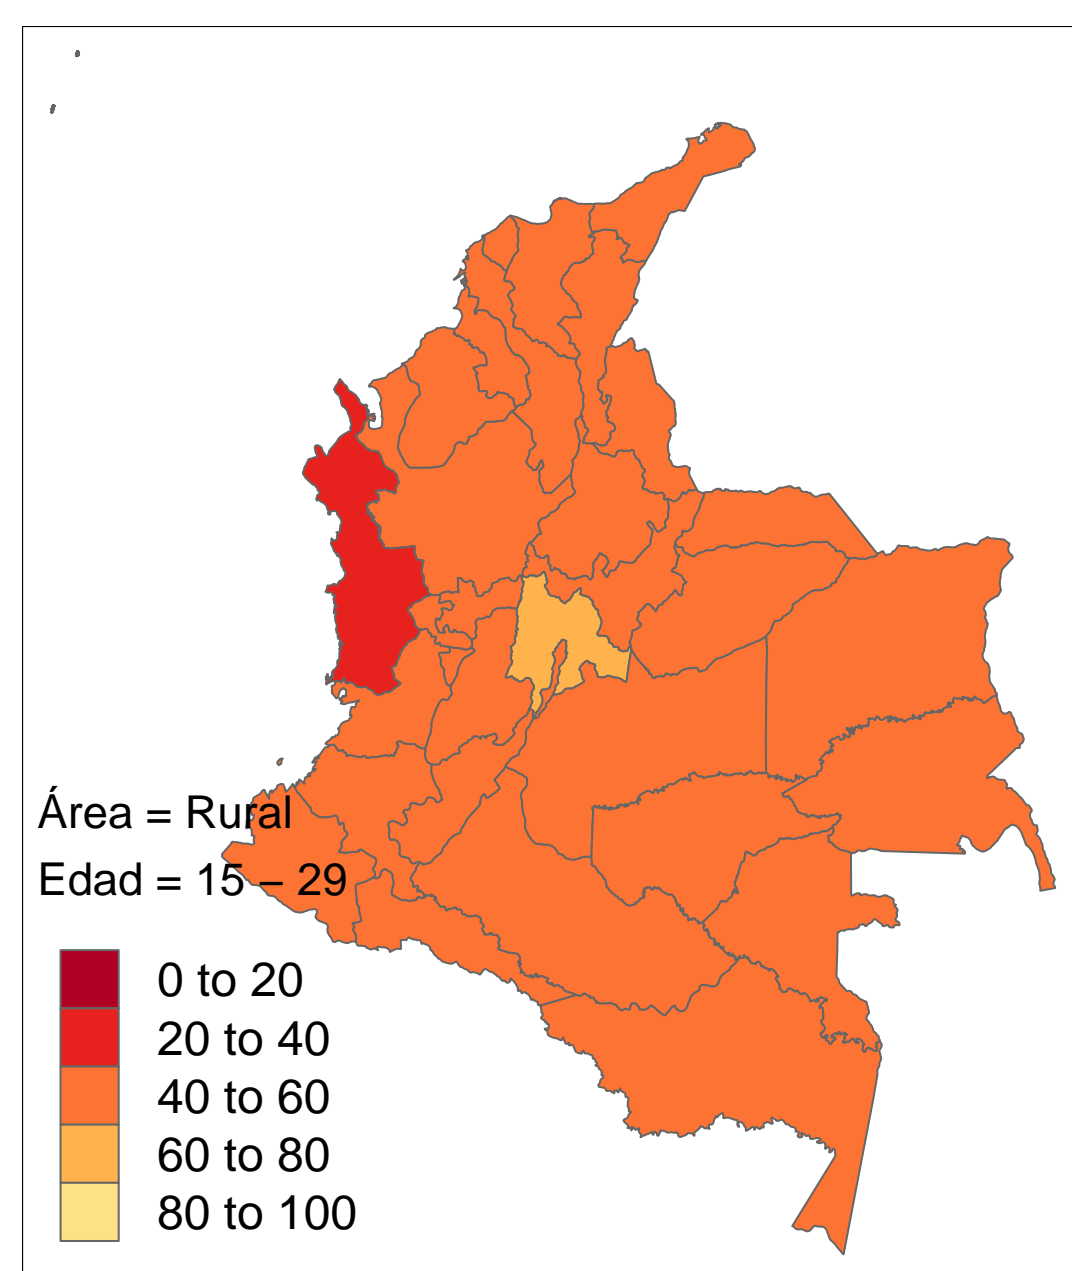 Área = Rural
Edad = 15 – 29
0 to 20
20 to 40
40 to 60
60 to 80
80 to 100